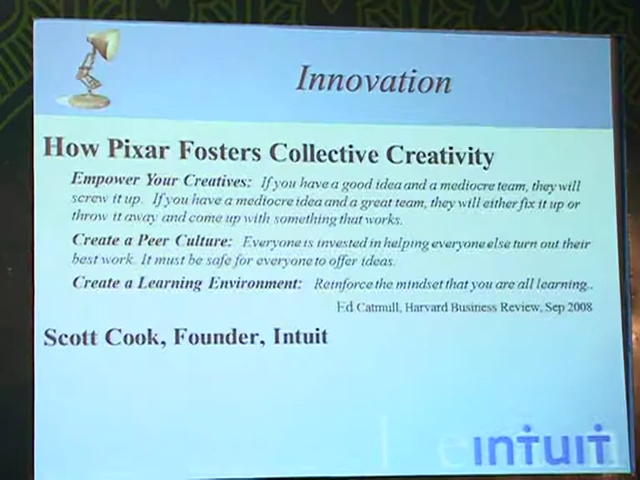 Innovation
How Pixar Fosters Collective Creativity
Empower Your Creatives: If you have a good idea and a mediocre team, they will
screw it up. If you have a mediocre idea and a great team, they will either fix it up or
throw it away and come up with something that works.
Create a Peer Culture: Everyone is invested in helping everyone else turn out their
best work. It must be safe for everyone to offer ideas.
Create a Learning Environment: Reinforce the mindset that you are all learning..
Ed Catmull, Harvard Business Review, Sep 2008
Scott Cook, Founder, Intuit
intuit